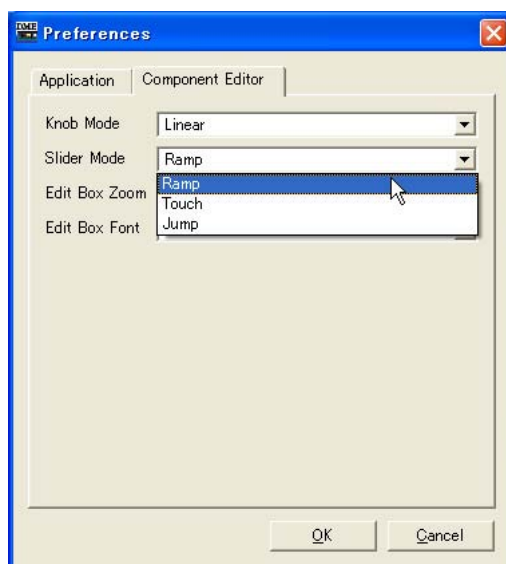 DME
Preferences
Application Component Editor
Knob Mode Linear
Slider Mode Ramp
Edit Box Zoom Ramp
Touch
Edit Box Font Jump
OK Cancel